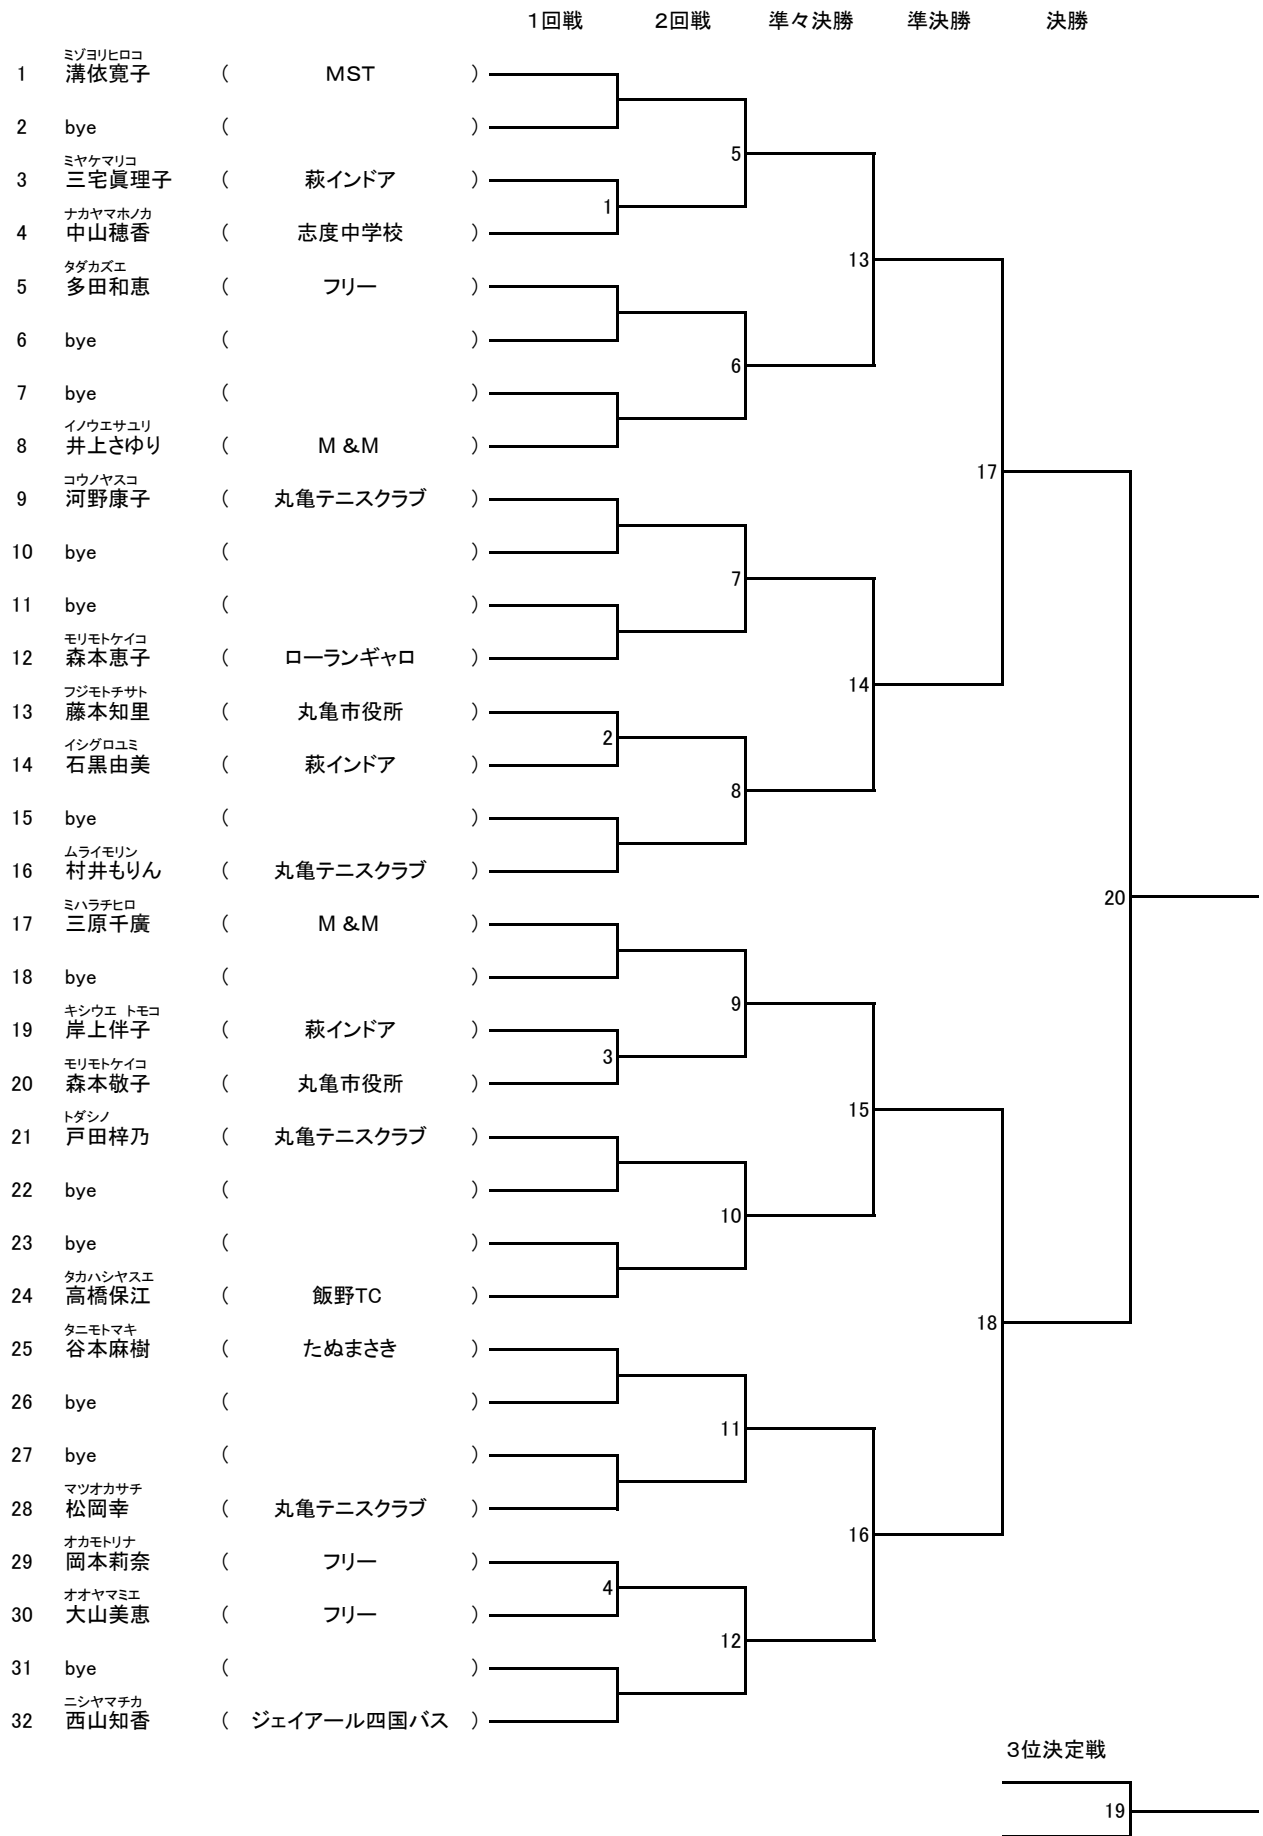 １回戦　２回戦　準々決勝　準決勝　決勝
ミゾヨリヒロコ
1 溝依寛子 （ MST ）
2 bye （ ）
5
ミヤケマリコ
3 三宅眞理子 （ 萩インドア ）
1
ナカヤマホノカ
4 中山穂香 （ 志度中学校 ）
13
タダカズエ
5 多田和恵 （ フリー ）
6 bye （ ）
6
7 bye （ ）
イノウエサユリ
8 井上さゆり （ M＆M ）
17
コウノヤスコ
9 河野康子 （ 丸亀テニスクラブ ）
10 bye （ ）
7
11 bye （ ）
モリモトケイコ
12 森本恵子 （ ローランギャロ ）
14
フジモトチサト
13 藤本知里 （ 丸亀市役所 ）
2
イシグロユミ
14 石黒由美 （ 萩インドア ）
8
15 bye （ ）
ムライモリン
16 村井もりん （ 丸亀テニスクラブ ）
20
ミハラチヒロ
17 三原千廣 （ M＆M ）
18 bye （ ）
9
キシウエ　トモコ
19 岸上伴子 （ 萩インドア ）
3
モリモトケイコ
20 森本敬子 （ 丸亀市役所 ）
15
トダシノ
21 戸田梓乃 （ 丸亀テニスクラブ ）
22 bye （ ）
10
23 bye （ ）
タカハシヤスエ
24 高橋保江 （ 飯野TC ）
18
タニモトマキ
25 谷本麻樹 （ たぬまさき ）
26 bye （ ）
11
27 bye （ ）
マツオカサチ
28 松岡幸 （ 丸亀テニスクラブ ）
16
オカモトリナ
29 岡本莉奈 （ フリー ）
4
オオヤマミエ
30 大山美恵 （ フリー ）
12
31 bye （ ）
ニシヤマチカ
32 西山知香 （ ジェイアール四国バス ）
３位決定戦
19